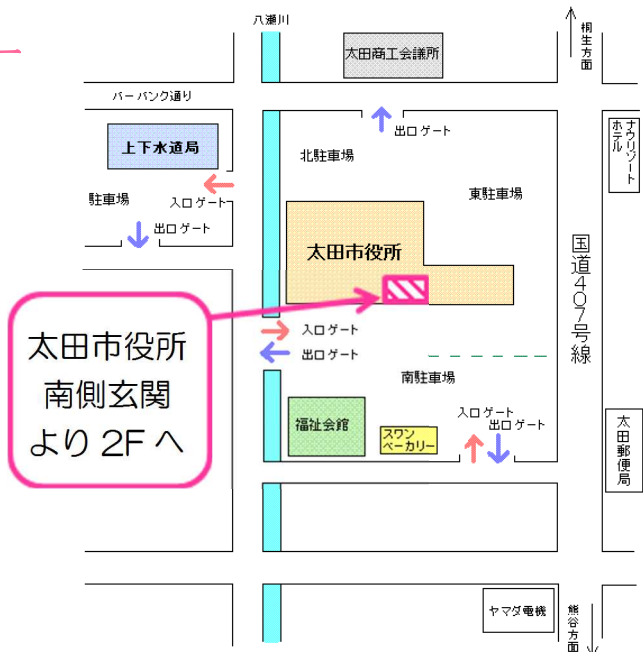 八瀬川
太田商工会議所
桐生方面
バーバンク通り
上下水道局
出口ゲート
北駐車場
ナウリゾート
ホテル
駐車場
入口ゲート
出口ゲート
東駐車場
太田市役所
国道407号線
太田市役所
南側玄関
より 2F へ
入口ゲート
出口ゲート
南駐車場
福祉会館
スワン
ベーカリー
入口ゲート
出口ゲート
太田郵便局
ヤマダ電機
熊谷方面